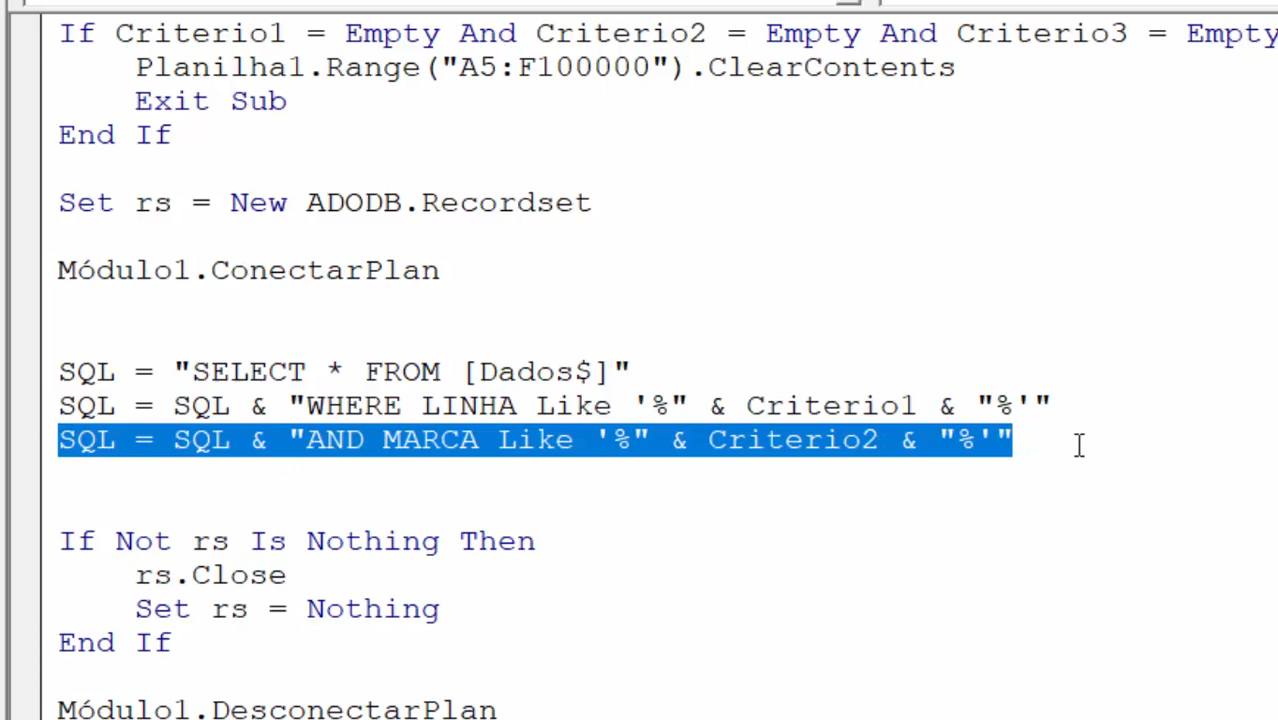 If Criterio1 = Empty And Criterio2 = Empty And Criterio3 = Empty
Planilha1.Range("A5:F100000").ClearContents
Exit Sub
End If
Set rs = New ADODB.Recordset
Módulo1.ConectarPlan
SQL = "SELECT * FROM [Dados$]"
SQL = SQL & "WHERE LINHA Like '%" & Criterio1 & "%'"
SQL = SQL & "AND MARCA Like '%" & Criterio2 & "%'"
If Not rs Is Nothing Then
rs.Close
Set rs = Nothing
End If
Módulo1.DesconectarPlan